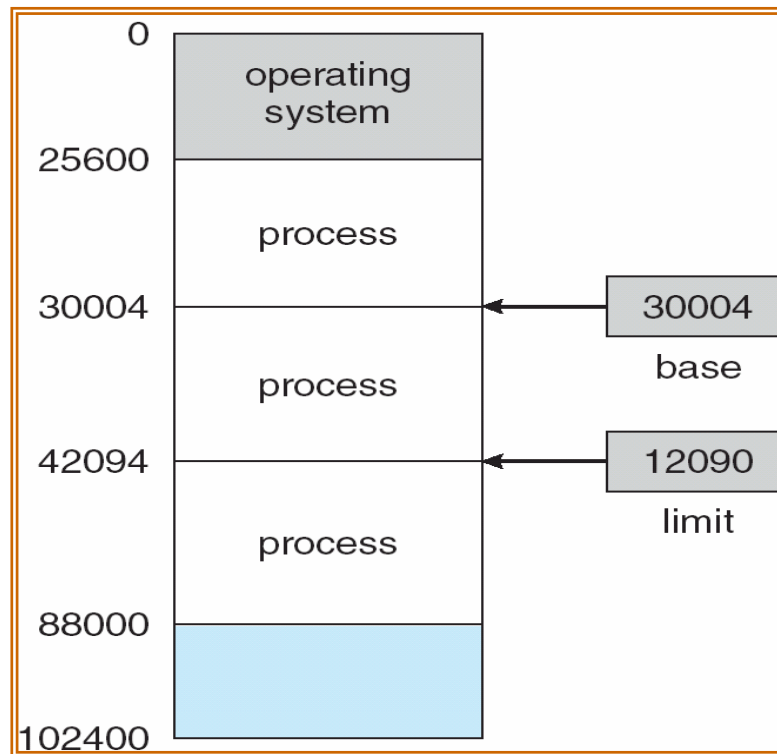 0
operating
system
25600
process
30004
30004
base
process
42094
12090
limit
process
88000
102400